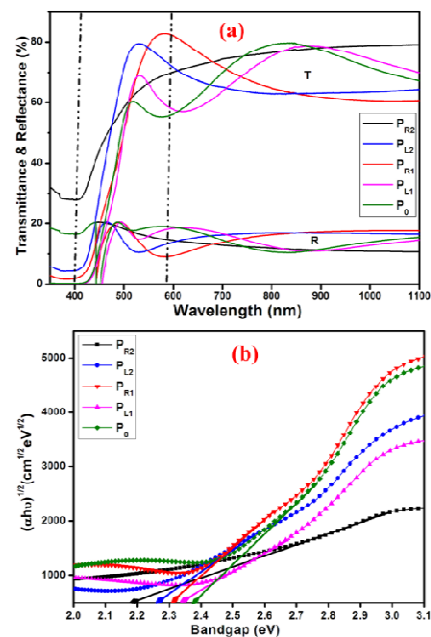 (a)
Transmittance & Reflectance (%)
80
60
40
20
0
T
R
P_R2
P_L2
P_R1
P_L1
P_0
400 500 600 700 800 900 1000 1100
Wavelength (nm)
(b)
P_R2
P_L2
P_R1
P_L1
P_0
(αhυ)^1/2(cm^1/2eV^1/2)
5000
4000
3000
2000
1000
2.0 2.1 2.2 2.3 2.4 2.5 2.6 2.7 2.8 2.9 3.0 3.1
Bandgap (eV)